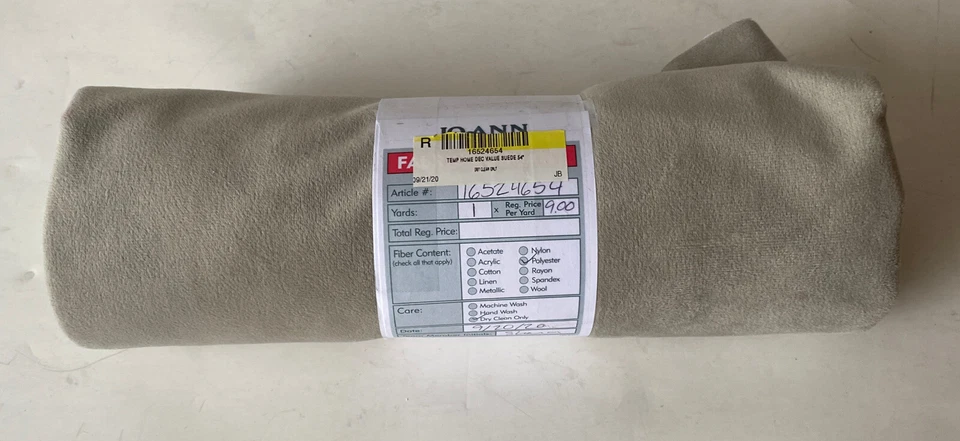 JOANN
R
16524654
TEMP HOME DEC VALUE SUEDE 54"
09/21/20 JB
FA
Article #: 16524654
Yards: 1 x Reg. Price Per Yard 9.00
Total Reg. Price:
Fiber Content:
(check all that apply)
Acetate Nylon
Acrylic Polyester
Cotton Rayon
Linen Spandex
Metallic Wool
Care:
Machine Wash
Hand Wash
Dry Clean Only
Date: 9/20/20